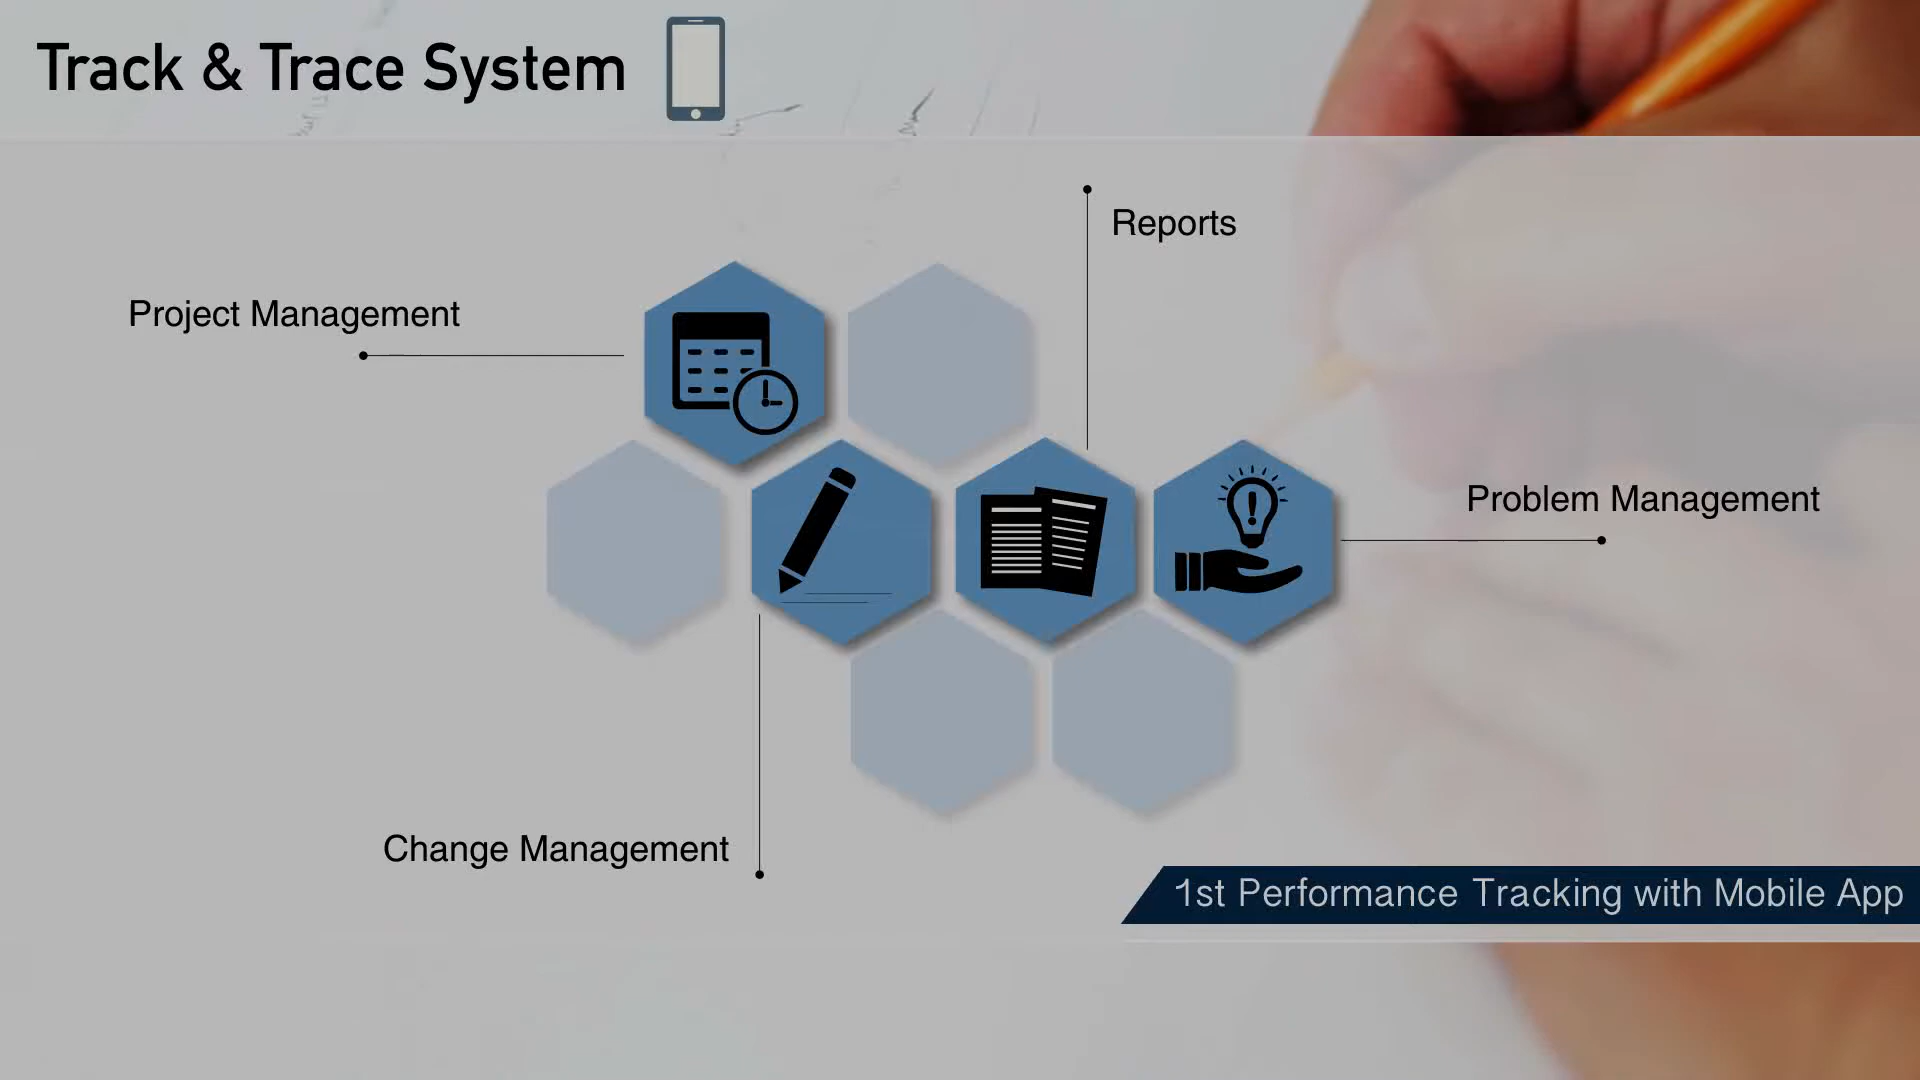 Track & Trace System
Reports
Project Management
Problem Management
Change Management
1st Performance Tracking with Mobile App